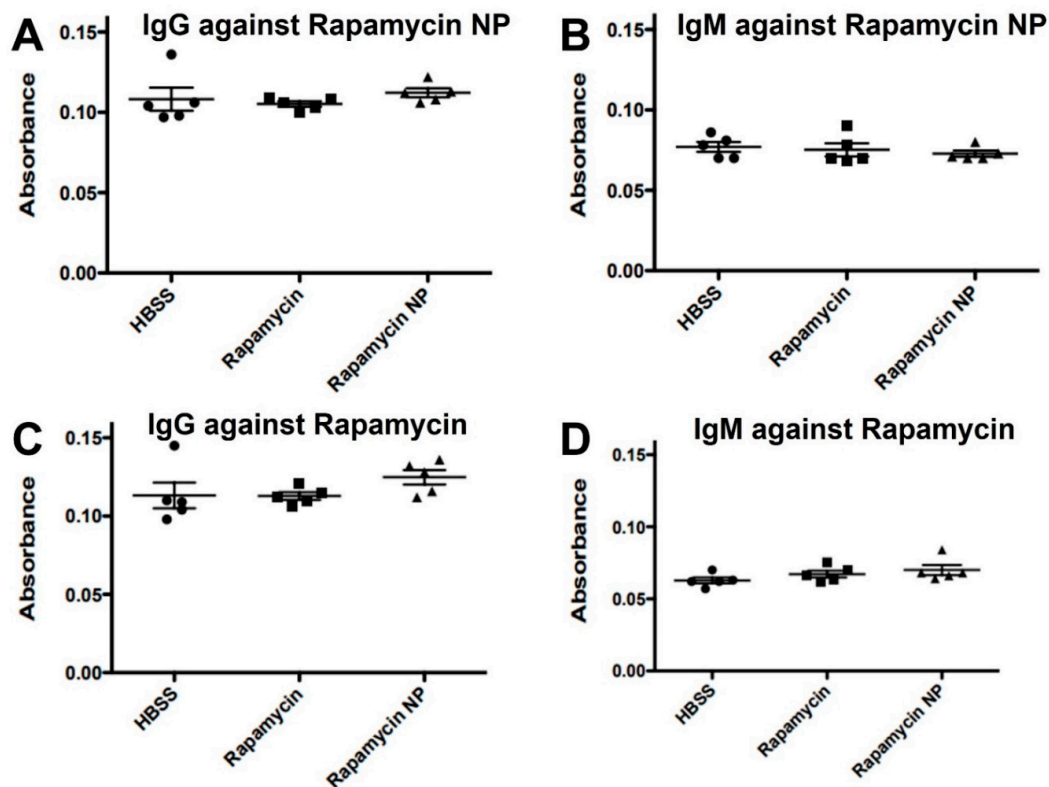 A
IgG against Rapamycin NP
Absorbance
0.15
0.10
0.05
0.00
HBSS
Rapamycin
Rapamycin NP
B
IgM against Rapamycin NP
Absorbance
0.15
0.10
0.05
0.00
HBSS
Rapamycin
Rapamycin NP
C
IgG against Rapamycin
Absorbance
0.15
0.10
0.05
0.00
HBSS
Rapamycin
Rapamycin NP
D
IgM against Rapamycin
Absorbance
0.15
0.10
0.05
0.00
HBSS
Rapamycin
Rapamycin NP